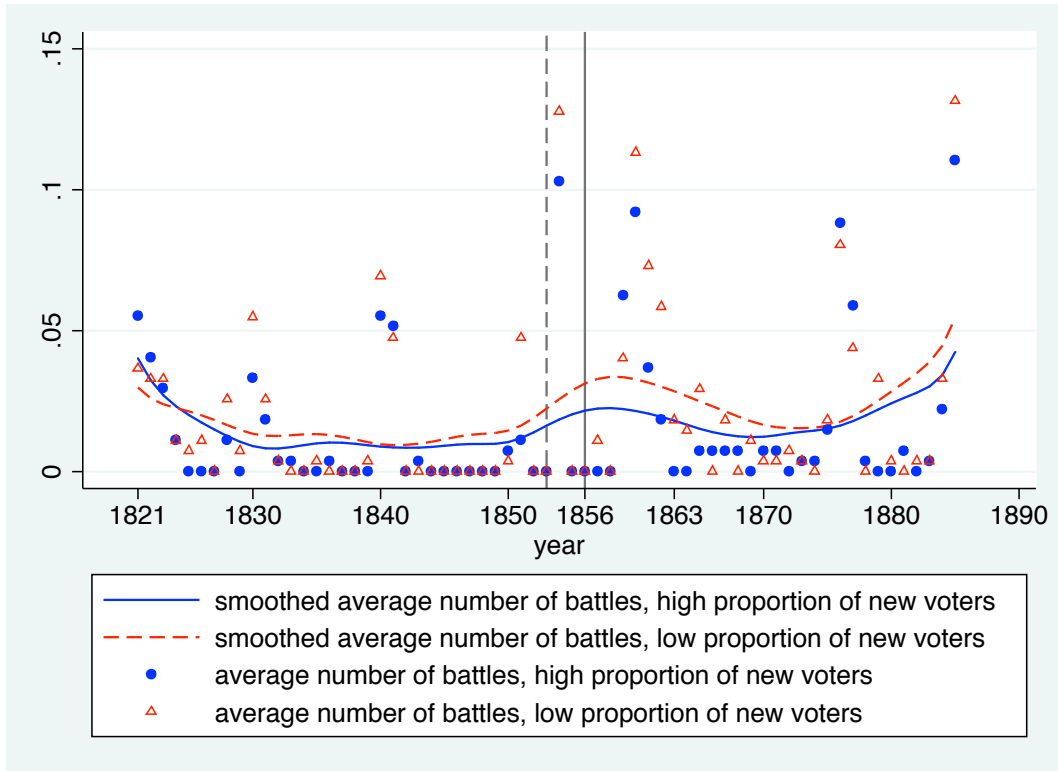 .15
.1
.05
0
1821 1830 1840 1850 1856 1863 1870 1880 1890
year
smoothed average number of battles, high proportion of new voters
smoothed average number of battles, low proportion of new voters
average number of battles, high proportion of new voters
average number of battles, low proportion of new voters